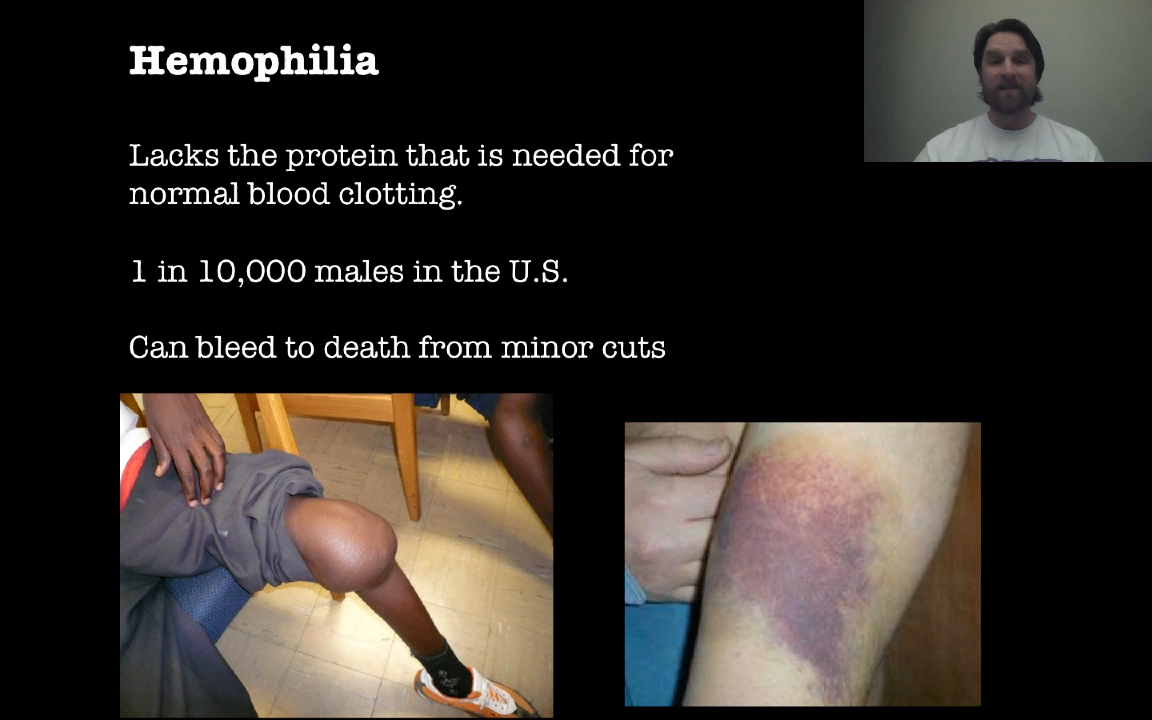 Hemophilia
Lacks the protein that is needed for
normal blood clotting.
1 in 10,000 males in the U.S.
Can bleed to death from minor cuts